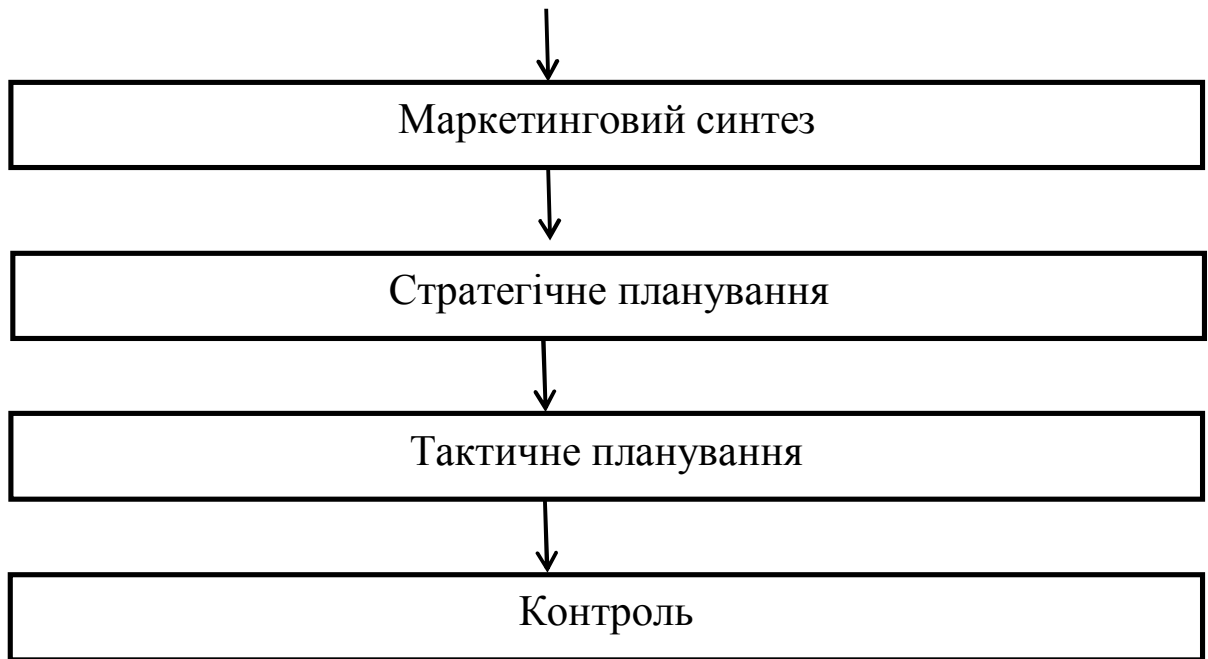 Маркетинговий синтез
Стратегічне планування
Тактичне планування
Контроль